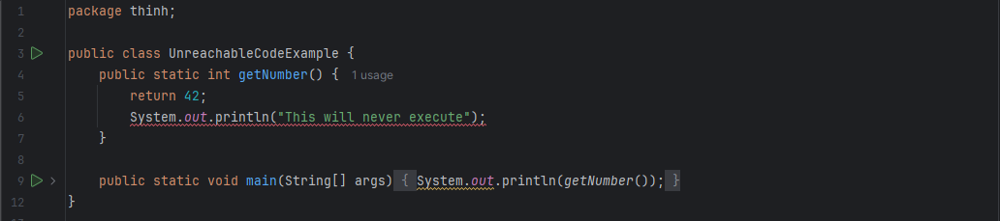 1 package thinh;
2
3 public class UnreachableCodeExample {
4 public static int getNumber() { 1 usage
5 return 42;
6 System.out.println("This will never execute");
7 }
8
9 public static void main(String[] args) { System.out.println(getNumber()); }
12 }
13